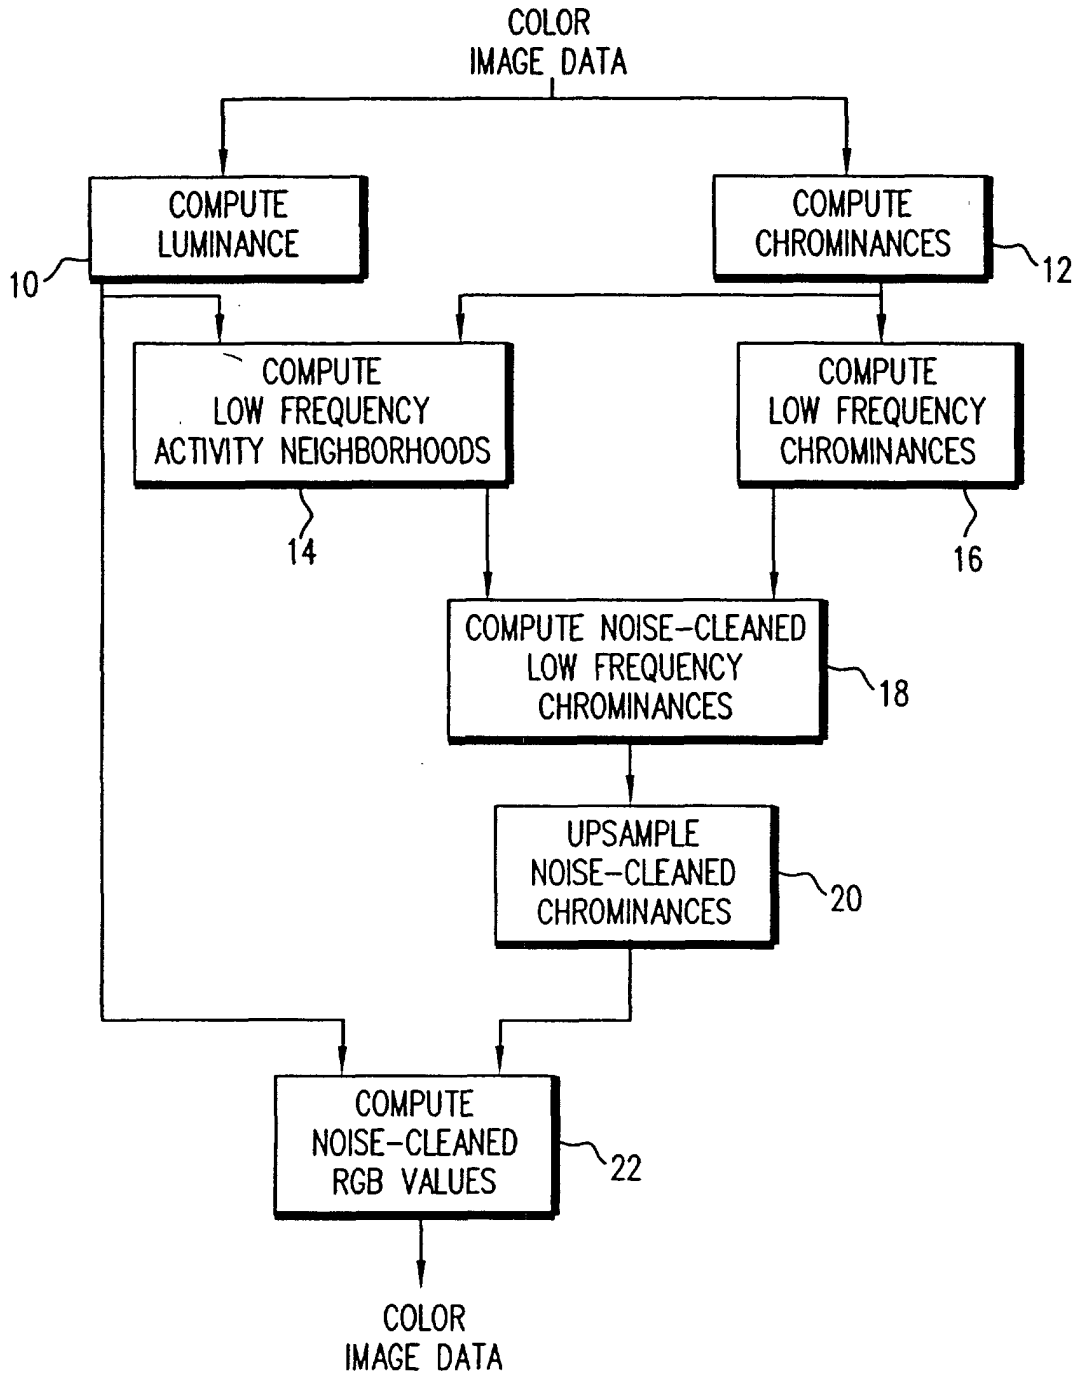 COLOR
IMAGE DATA
COMPUTE
LUMINANCE
10
COMPUTE
CHROMINANCES
12
COMPUTE
LOW FREQUENCY
ACTIVITY NEIGHBORHOODS
14
COMPUTE
LOW FREQUENCY
CHROMINANCES
16
COMPUTE NOISE-CLEANED
LOW FREQUENCY
CHROMINANCES
18
UPSAMPLE
NOISE-CLEANED
CHROMINANCES
20
COMPUTE
NOISE-CLEANED
RGB VALUES
22
COLOR
IMAGE DATA